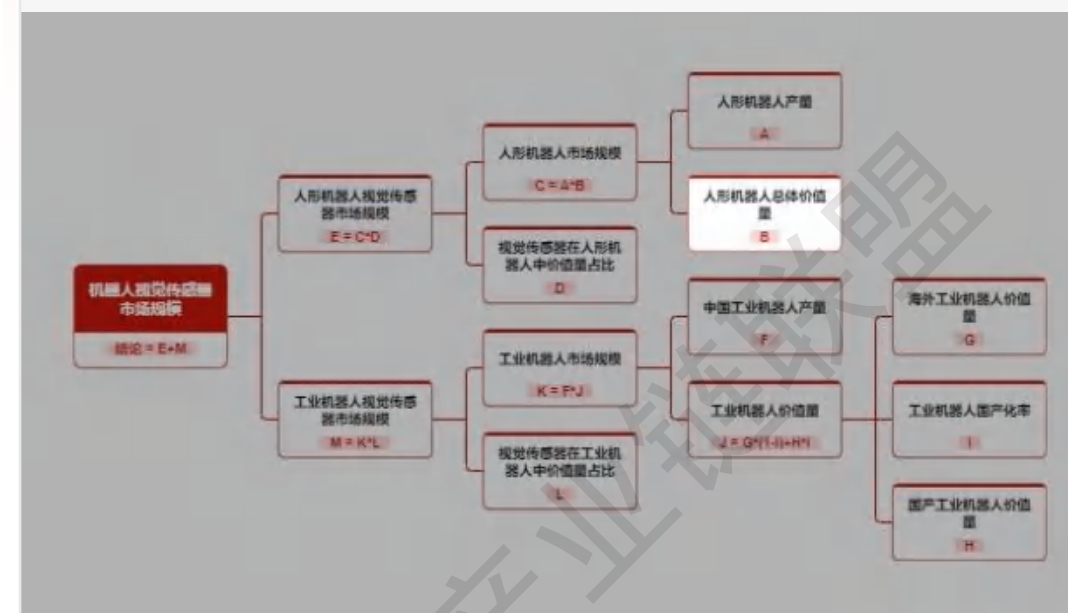 人形机器人产量
A
人形机器人市场规模
C = A*B
人形机器人视觉传感
器市场规模
E = C*D
人形机器人总体价值
量
B
视觉传感器在人形机
器人中价值量占比
D
机器人视觉传感器
市场规模
结论 = E+M
中国工业机器人产量
F
海外工业机器人价值
量
G
工业机器人市场规模
K = F*J
工业机器人视觉传感
器市场规模
M = K*L
工业机器人价值量
J = G*(1-I)+H*I
工业机器人国产化率
I
视觉传感器在工业机
器人中价值量占比
L
国产工业机器人价值
量
H
产业链联盟